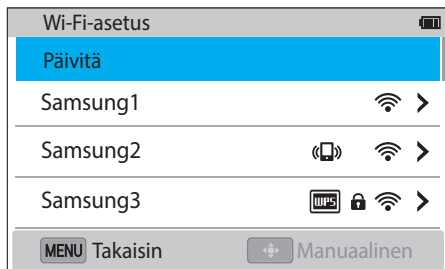 Wi-Fi-asetus
Päivitä
Samsung1
Samsung2
Samsung3 WPS
MENU Takaisin Manuaalinen